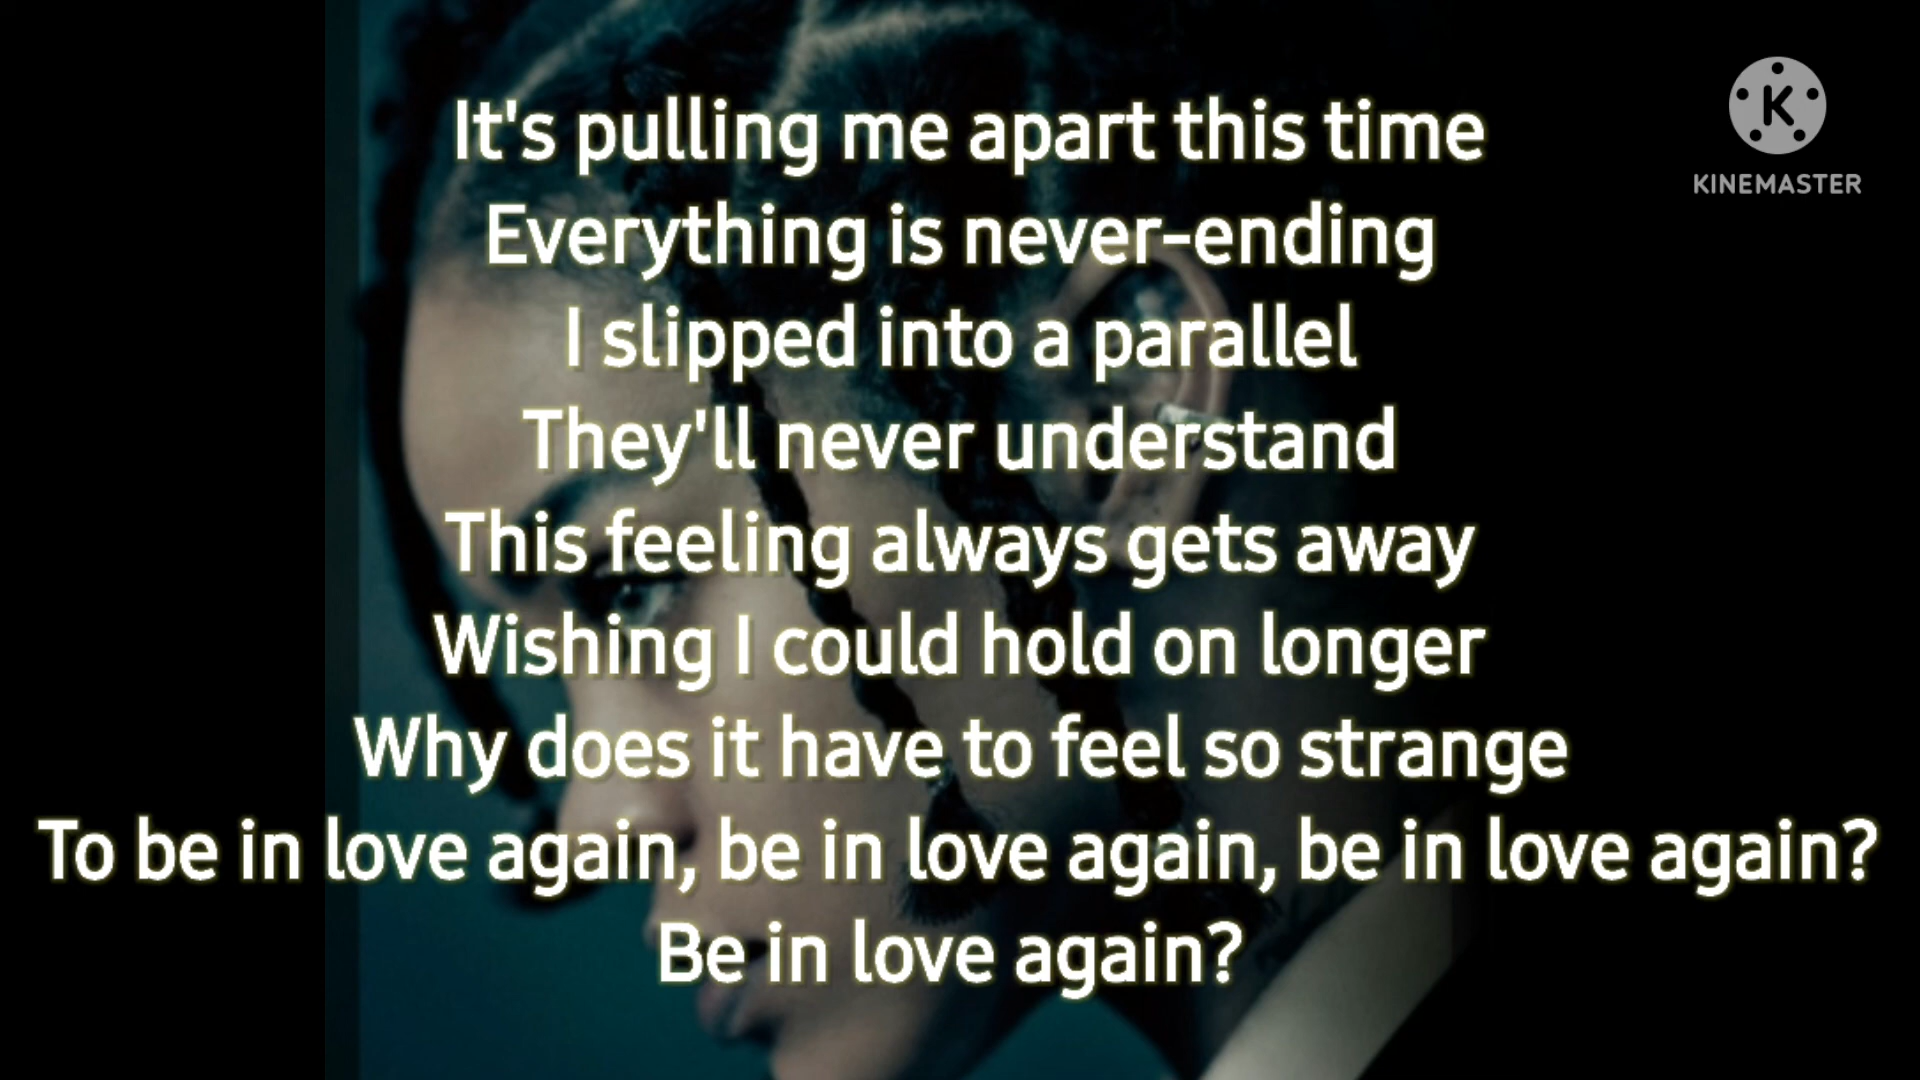 It's pulling me apart this time
Everything is never-ending
I slipped into a parallel
They'll never understand
This feeling always gets away
Wishing I could hold on longer
Why does it have to feel so strange
To be in love again, be in love again, be in love again?
Be in love again?
K
KINEMASTER